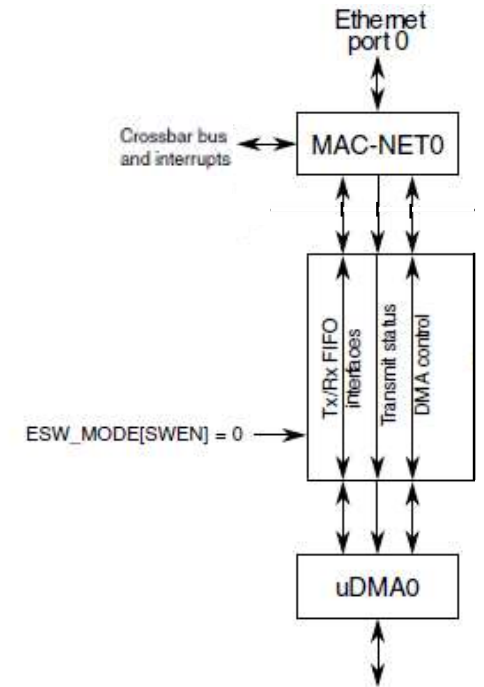 Ethernet
port 0
Crossbar bus
and interrupts
MAC-NET0
Tx/Rx FIFO
interfaces
Transmit status
DMA control
ESW_MODE[SWEN] = 0
uDMA0